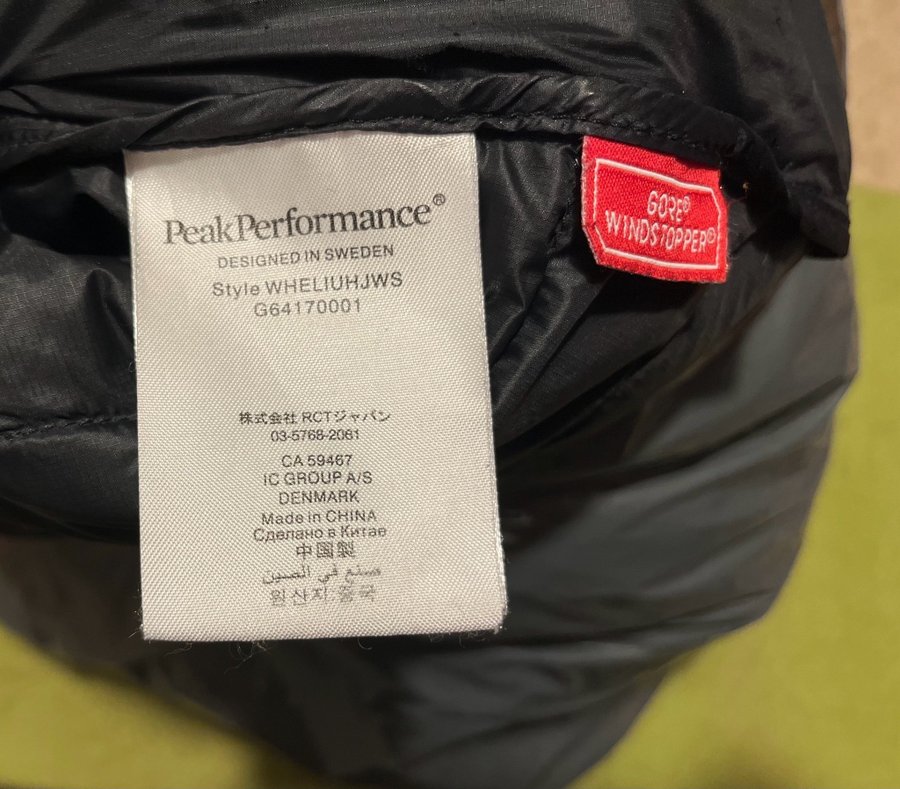 PeakPerformance®
DESIGNED IN SWEDEN
Style WHELIUHJWS
G64170001
株式会社 RCTジャパン
03-5768-2061
CA 59467
IC GROUP A/S
DENMARK
Made in CHINA
Сделано в Китае
中国製
صنع في الصين
원산지 중국
GORE®
WINDSTOPPER®